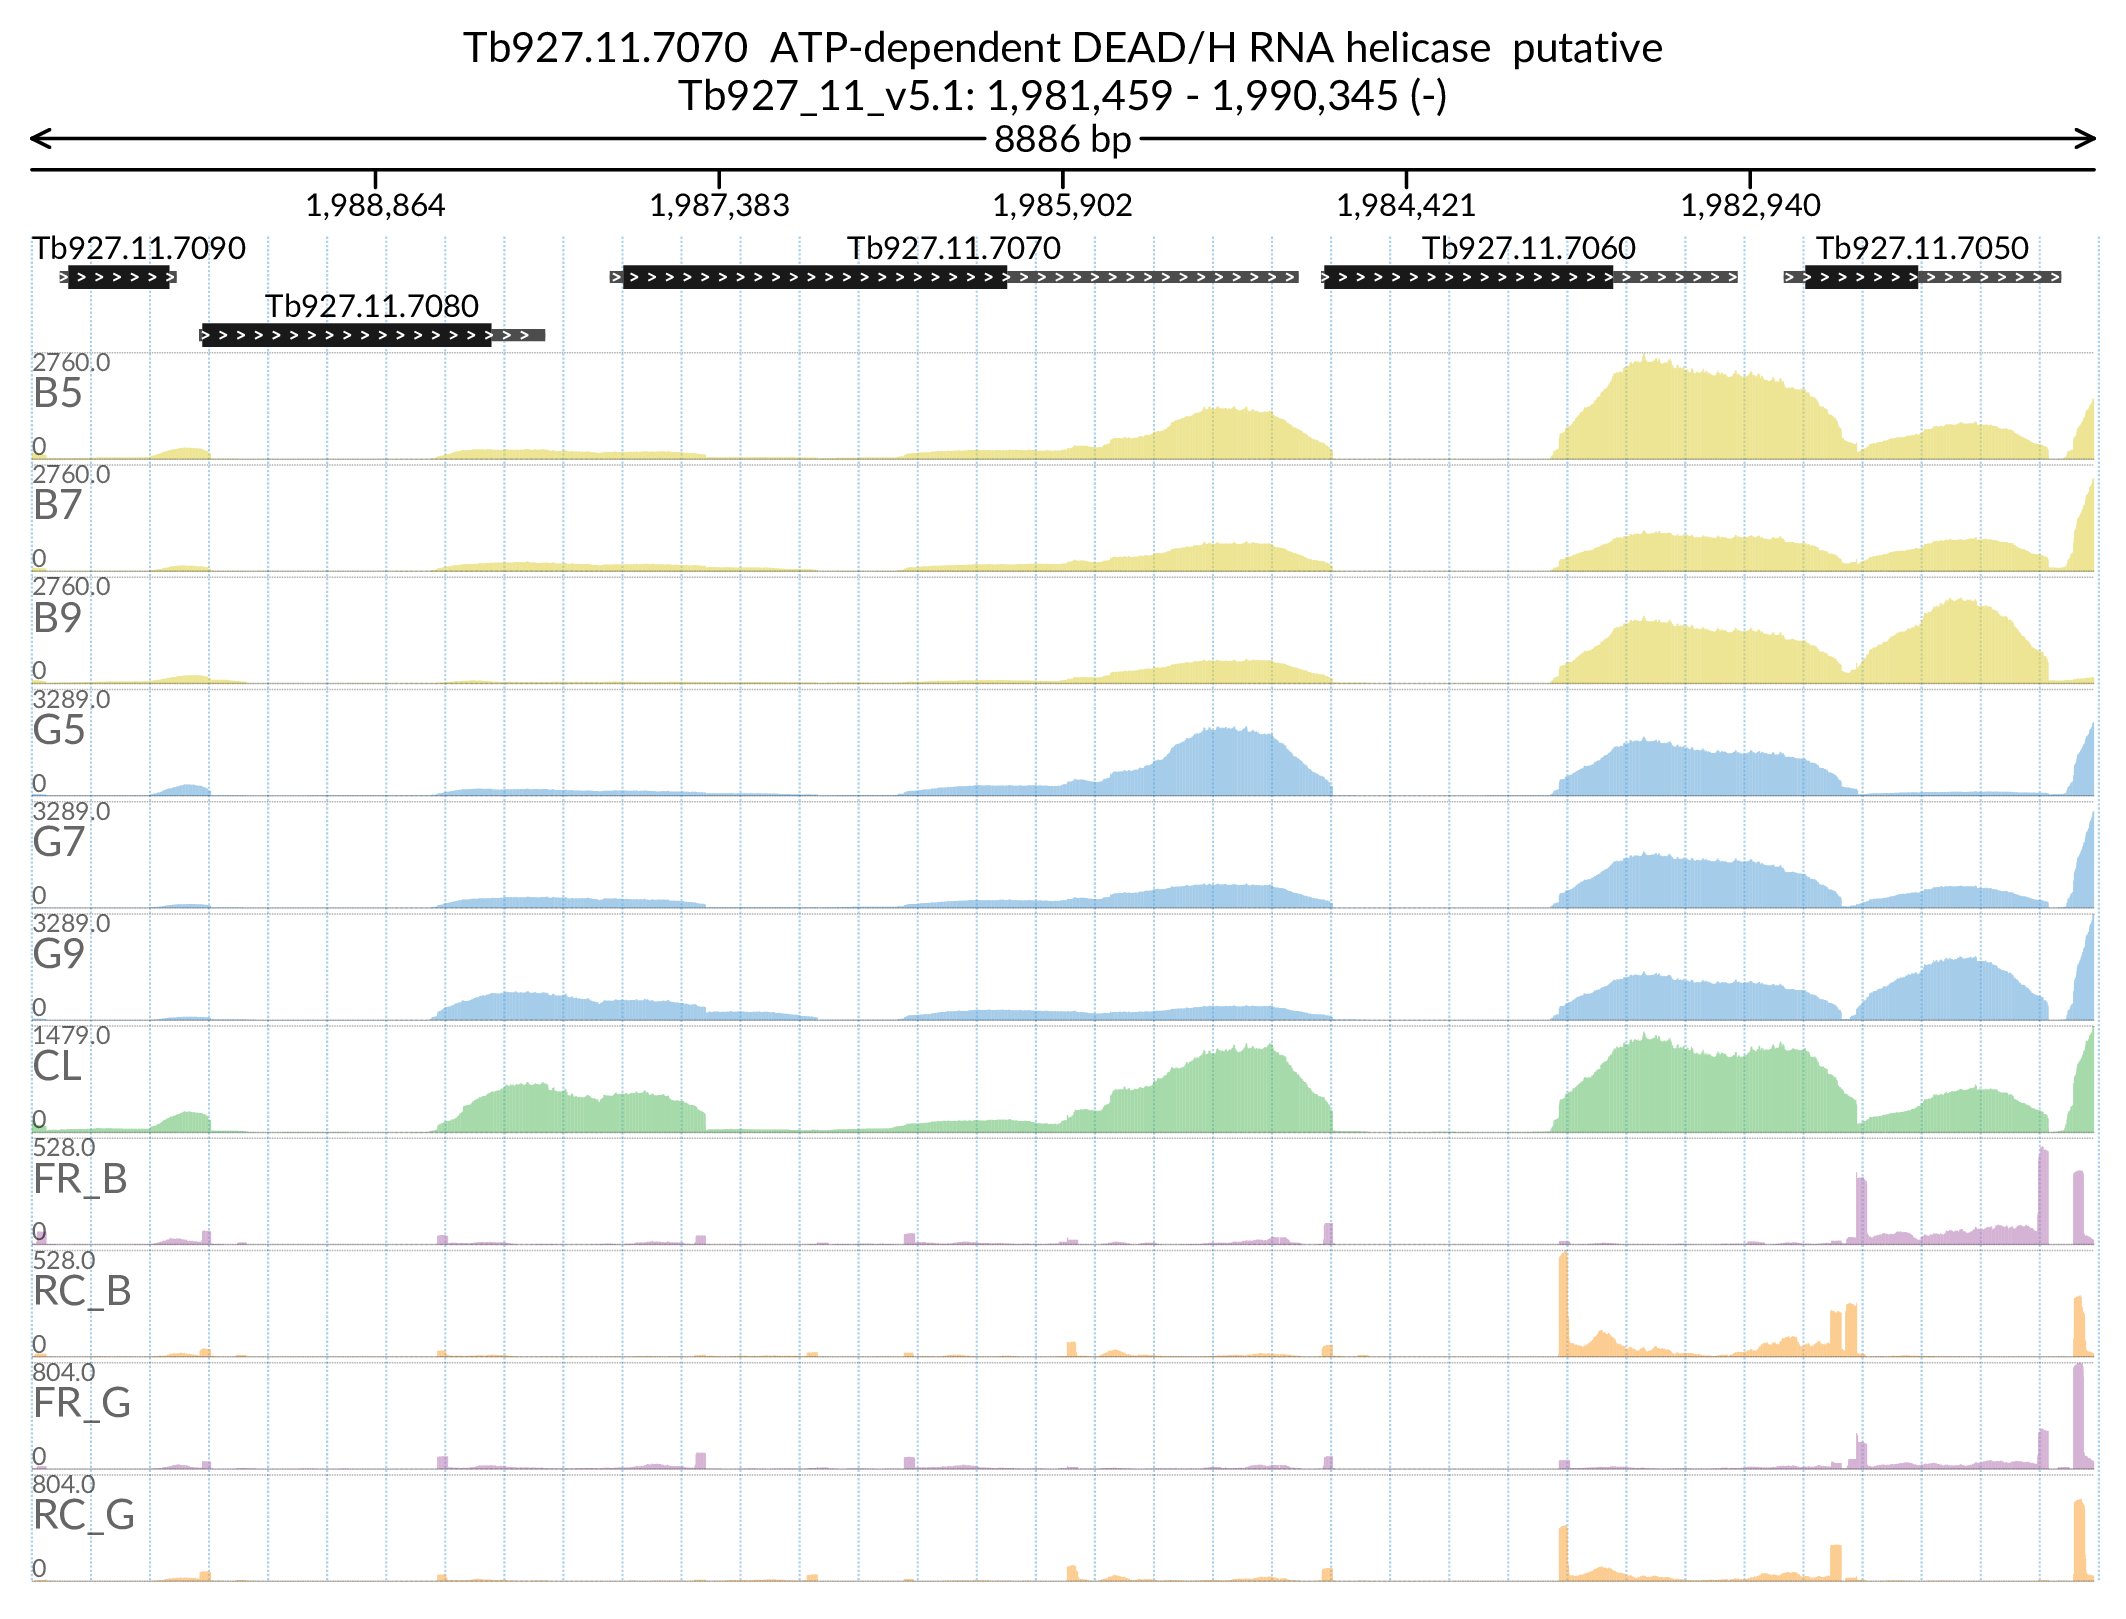 Tb927.11.7070 ATP-dependent DEAD/H RNA helicase putative
Tb927_11_v5.1: 1,981,459 - 1,990,345 (-)
8886 bp
1,988,864 1,987,383 1,985,902 1,984,421 1,982,940
Tb927.11.7090 Tb927.11.7070 Tb927.11.7060 Tb927.11.7050
Tb927.11.7080
2760.0
B5
0
2760.0
B7
0
2760.0
B9
0
3289.0
G5
0
3289.0
G7
0
3289.0
G9
0
1479.0
CL
0
528.0
FR_B
0
528.0
RC_B
0
804.0
FR_G
0
804.0
RC_G
0